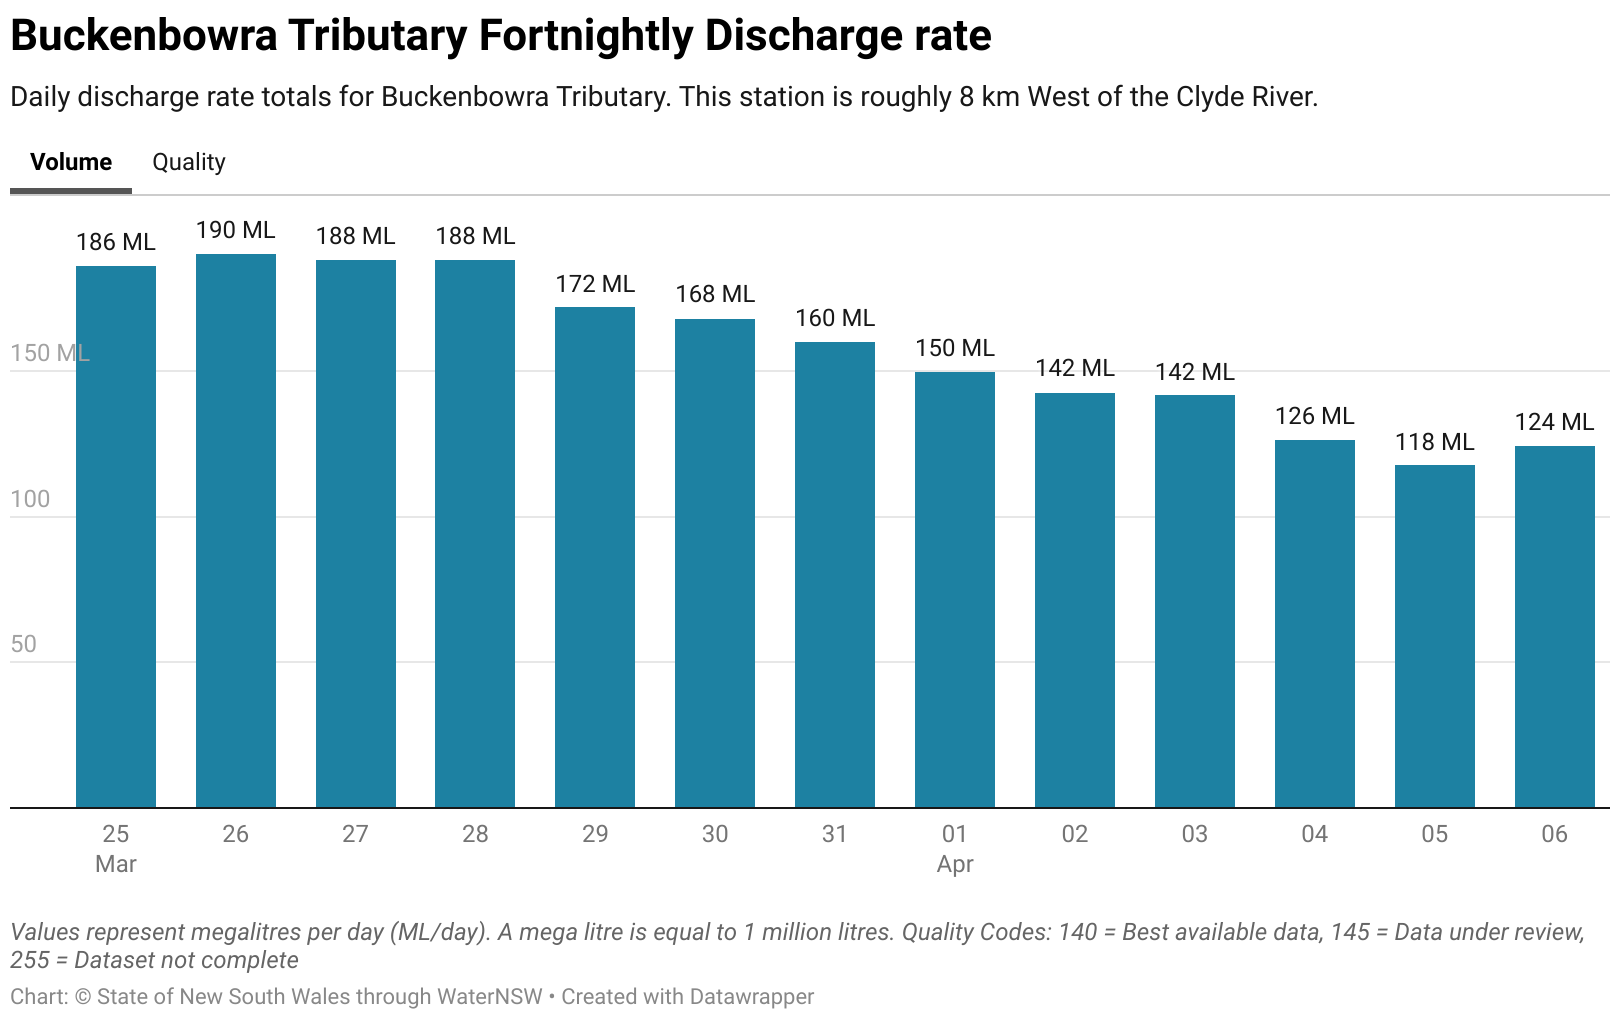 Buckenbowra Tributary Fortnightly Discharge rate
Daily discharge rate totals for Buckenbowra Tributary. This station is roughly 8 km West of the Clyde River.
Volume Quality
186 ML 190 ML 188 ML 188 ML 172 ML 168 ML 160 ML 150 ML 142 ML 142 ML 126 ML 118 ML 124 ML
150 ML
100
50
25 26 27 28 29 30 31 01 02 03 04 05 06
Mar Apr
Values represent megalitres per day (ML/day). A mega litre is equal to 1 million litres. Quality Codes: 140 = Best available data, 145 = Data under review,
255 = Dataset not complete
Chart: © State of New South Wales through WaterNSW • Created with Datawrapper